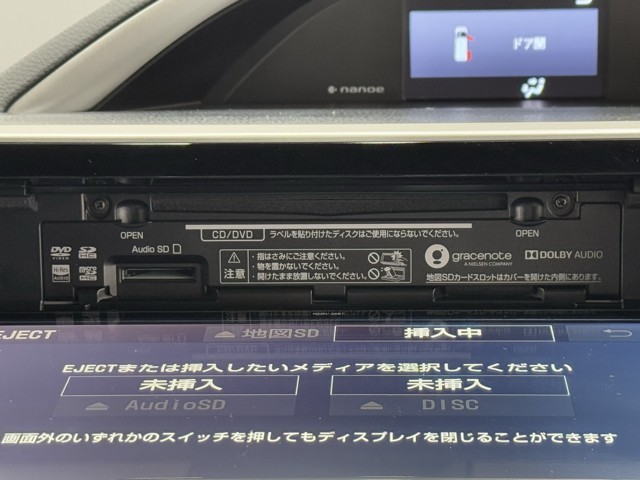 ドア開
nanoe
OPEN
OPEN
CD/DVD ラベルを貼り付けたディスクはご使用にならないでください。
Audio SD
DVD
VIDEO
Hi-Res
AUDIO
注意
・指はさみにご注意ください。
・物を置かないでください。
・開けたまま放置しないでください。
gracenote
A NIELSEN COMPANY
DOLBY AUDIO
地図SDカードスロットはカバーを開けた内側にあります。
EJECT
地図SD
挿入中
EJECTまたは挿入したいメディアを選択してください
未挿入
未挿入
AudioSD
DISC
画面外のいずれかのスイッチを押してもディスプレイを閉じることができます